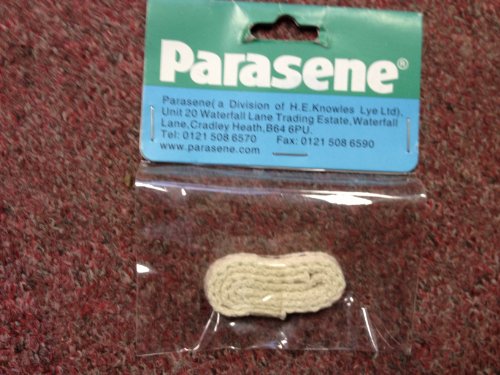 Parasene®
Parasene( a Division of H.E.Knowles Lye Ltd),
Unit 20 Waterfall Lane Trading Estate,Waterfall
Lane,Cradley Heath,B64 6PU.
Tel: 0121 508 6570 Fax: 0121 508 6590
www.parasene.com